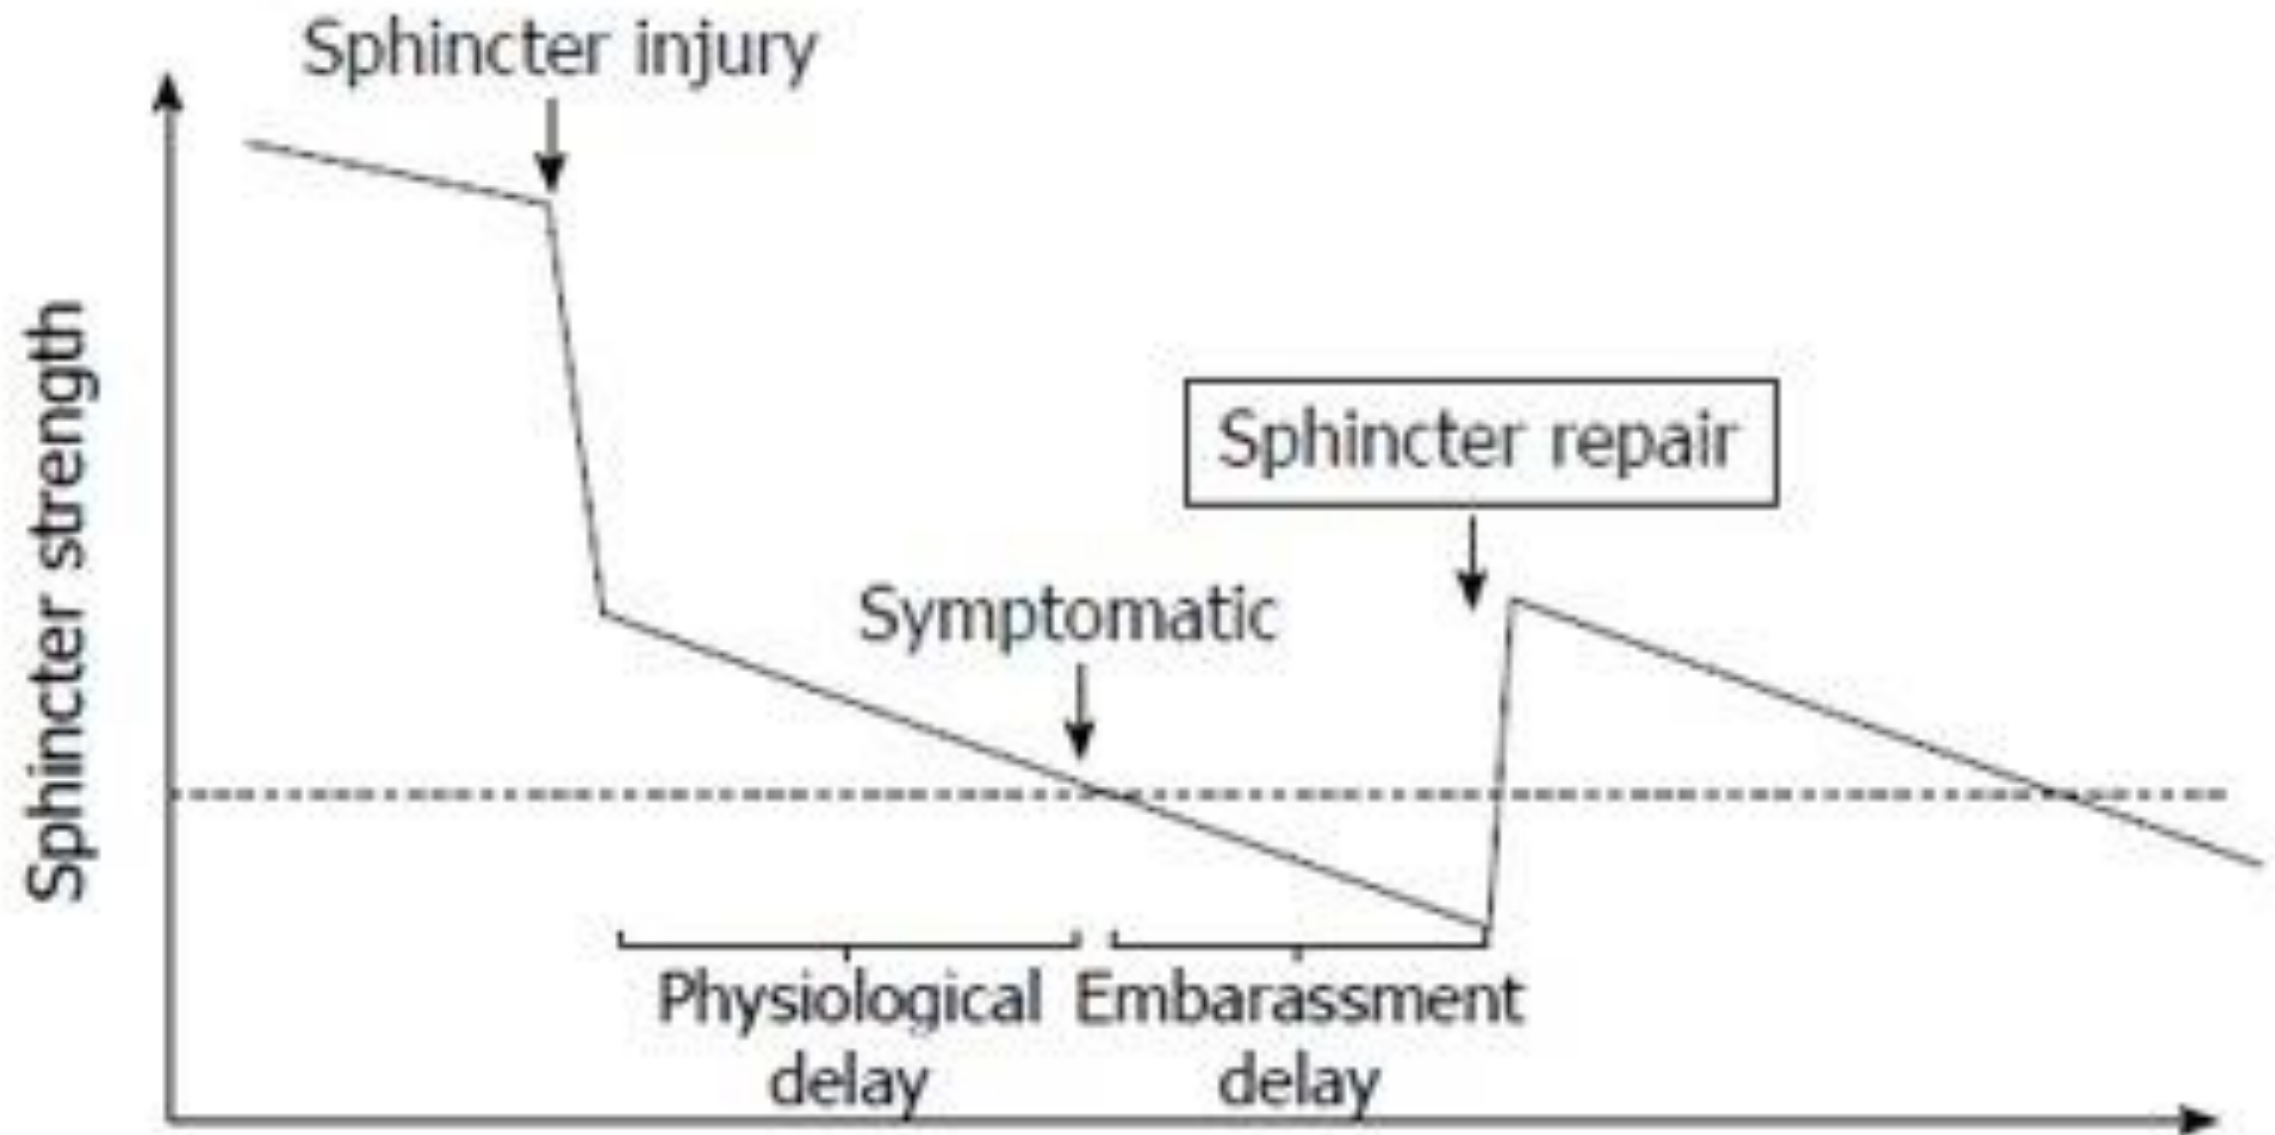 Sphincter injury
Sphincter strength
Sphincter repair
Symptomatic
Physiological
delay
Embarassment
delay